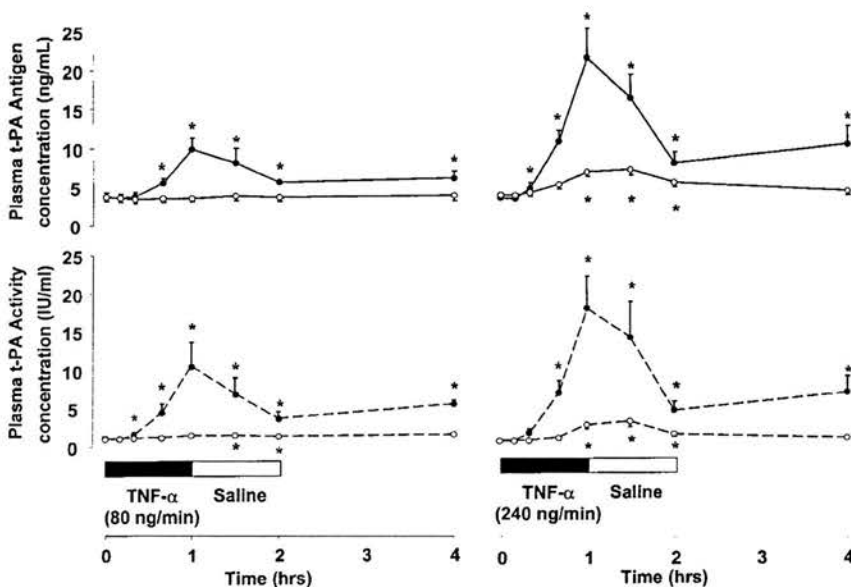 Plasma t-PA Antigen
concentration (ng/mL)
25
20
15
10
5
0
* * * * *
* * * * * * *
* * *
Plasma t-PA Activity
concentration (IU/ml)
25
20
15
10
5
0
* * * * * *
* * * * *
* *
* * *
TNF-α
(80 ng/min)
Saline
TNF-α
(240 ng/min)
Saline
0 1 2 3 4
Time (hrs)
0 1 2 3 4
Time (hrs)